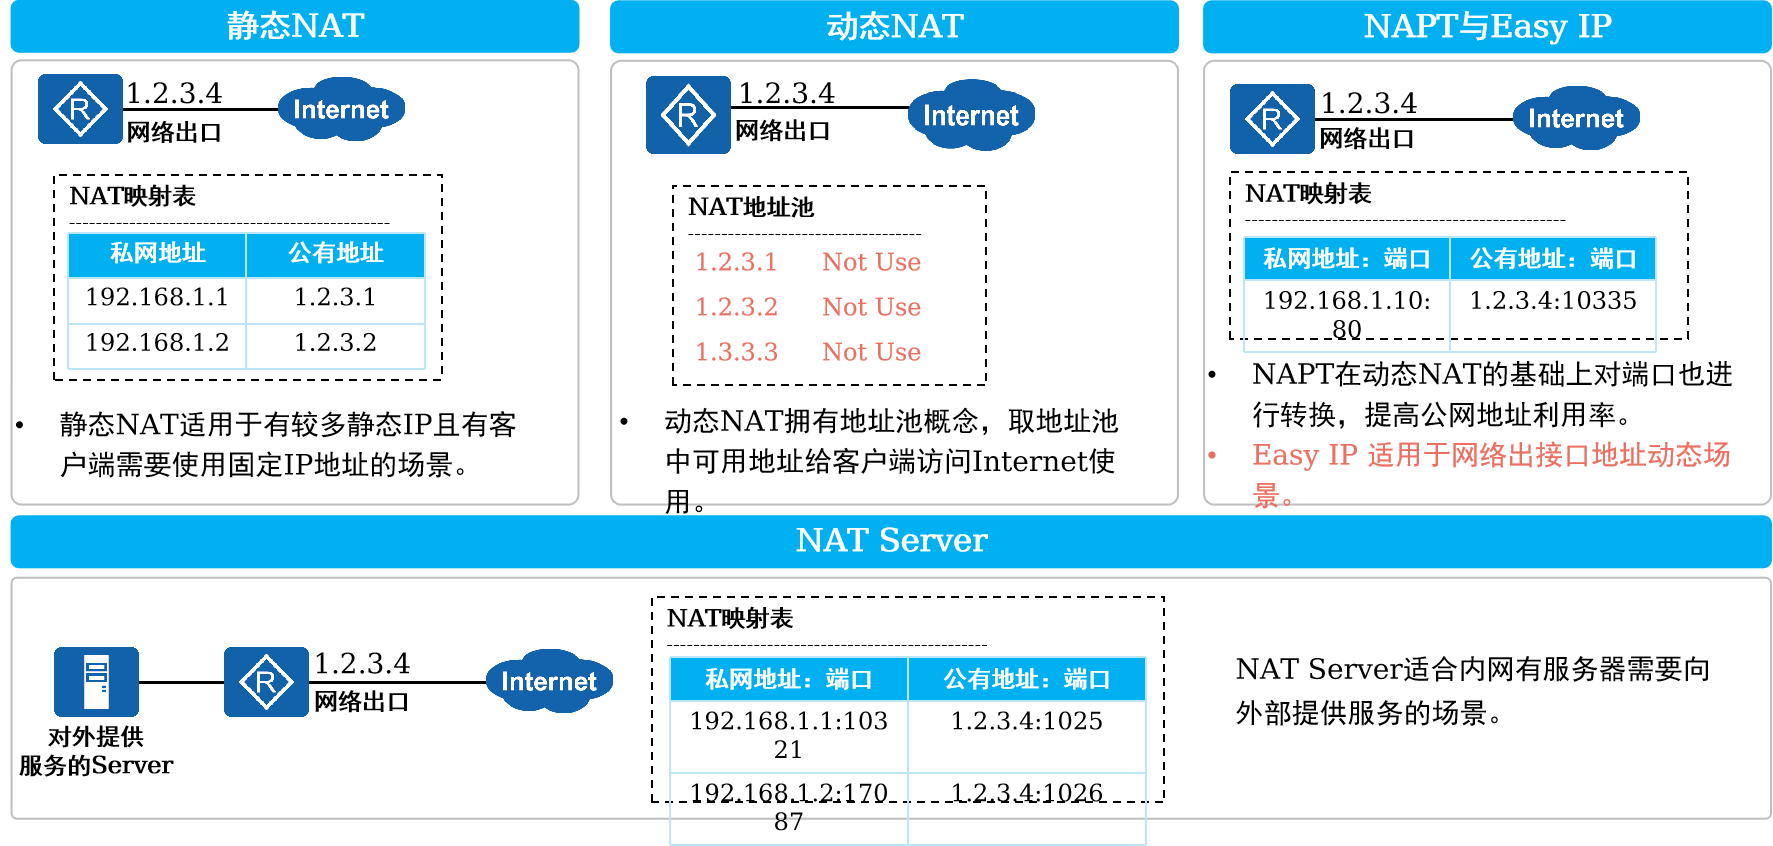 静态NAT
1.2.3.4
Internet
网络出口
NAT映射表
私网地址 公有地址
192.168.1.1 1.2.3.1
192.168.1.2 1.2.3.2
• 静态NAT适用于有较多静态IP且有客
户端需要使用固定IP地址的场景。
动态NAT
1.2.3.4
Internet
网络出口
NAT地址池
1.2.3.1 Not Use
1.2.3.2 Not Use
1.3.3.3 Not Use
• 动态NAT拥有地址池概念，取地址池
中可用地址给客户端访问Internet使
用。
NAPT与Easy IP
1.2.3.4
Internet
网络出口
NAT映射表
私网地址：端口 公有地址：端口
192.168.1.10: 1.2.3.4:10335
80
• NAPT在动态NAT的基础上对端口也进
行转换，提高公网地址利用率。
• Easy IP 适用于网络出接口地址动态场
景。
NAT Server
对外提供
服务的Server
1.2.3.4
Internet
网络出口
NAT映射表
私网地址：端口 公有地址：端口
192.168.1.1:103 1.2.3.4:1025
21
192.168.1.2:170 1.2.3.4:1026
87
NAT Server适合内网有服务器需要向
外部提供服务的场景。